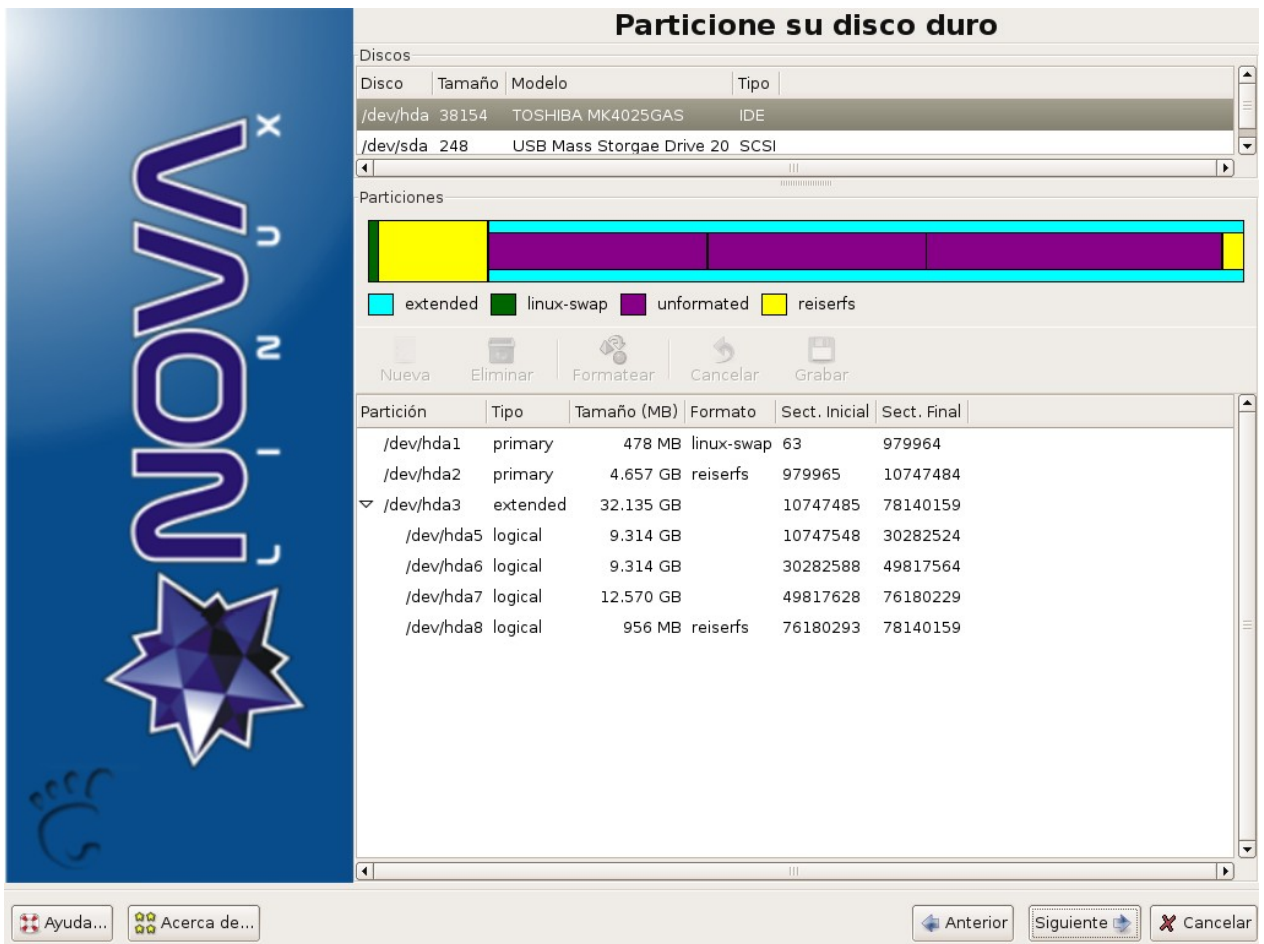 Particione su disco duro
Discos
Disco Tamaño Modelo Tipo
/dev/hda 38154 TOSHIBA MK4025GAS IDE
/dev/sda 248 USB Mass Storgae Drive 20 SCSI
Particiones
extended linux-swap unformated reiserfs
Nueva Eliminar Formatear Cancelar Grabar
Partición Tipo Tamaño (MB) Formato Sect. Inicial Sect. Final
/dev/hda1 primary 478 MB linux-swap 63 979964
/dev/hda2 primary 4.657 GB reiserfs 979965 10747484
/dev/hda3 extended 32.135 GB 10747485 78140159
/dev/hda5 logical 9.314 GB 10747548 30282524
/dev/hda6 logical 9.314 GB 30282588 49817564
/dev/hda7 logical 12.570 GB 49817628 76180229
/dev/hda8 logical 956 MB reiserfs 76180293 78140159
NOVA
LINUX
Ayuda... Acerca de... Anterior Siguiente Cancelar